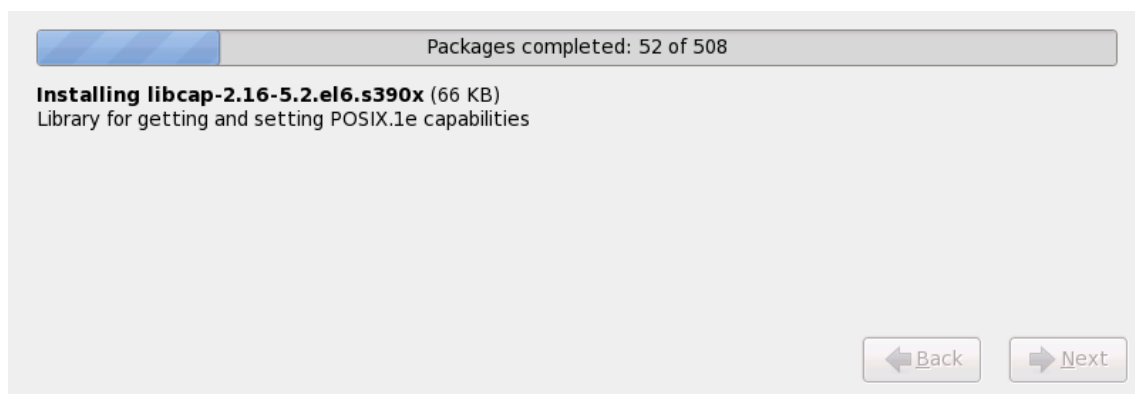 Packages completed: 52 of 508
Installing libcap-2.16-5.2.el6.s390x (66 KB)
Library for getting and setting POSIX.1e capabilities
Back
Next